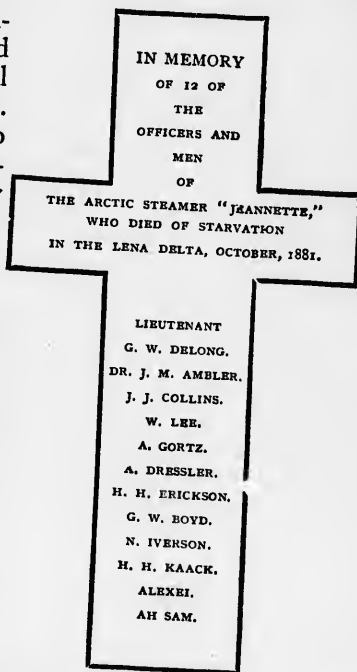 -
d
l
.
o
-
IN MEMORY
OF 12 OF
THE
OFFICERS AND
MEN
OF
THE ARCTIC STEAMER "JEANNETTE,"
WHO DIED OF STARVATION
IN THE LENA DELTA, OCTOBER, 1881.
LIEUTENANT
G. W. DELONG.
DR. J. M. AMBLER.
J. J. COLLINS.
W. LEE.
A. GORTZ.
A. DRESSLER.
H. H. ERICKSON.
G. W. BOYD.
N. IVERSON.
H. H. KAACK.
ALEXEI.
AH SAM.